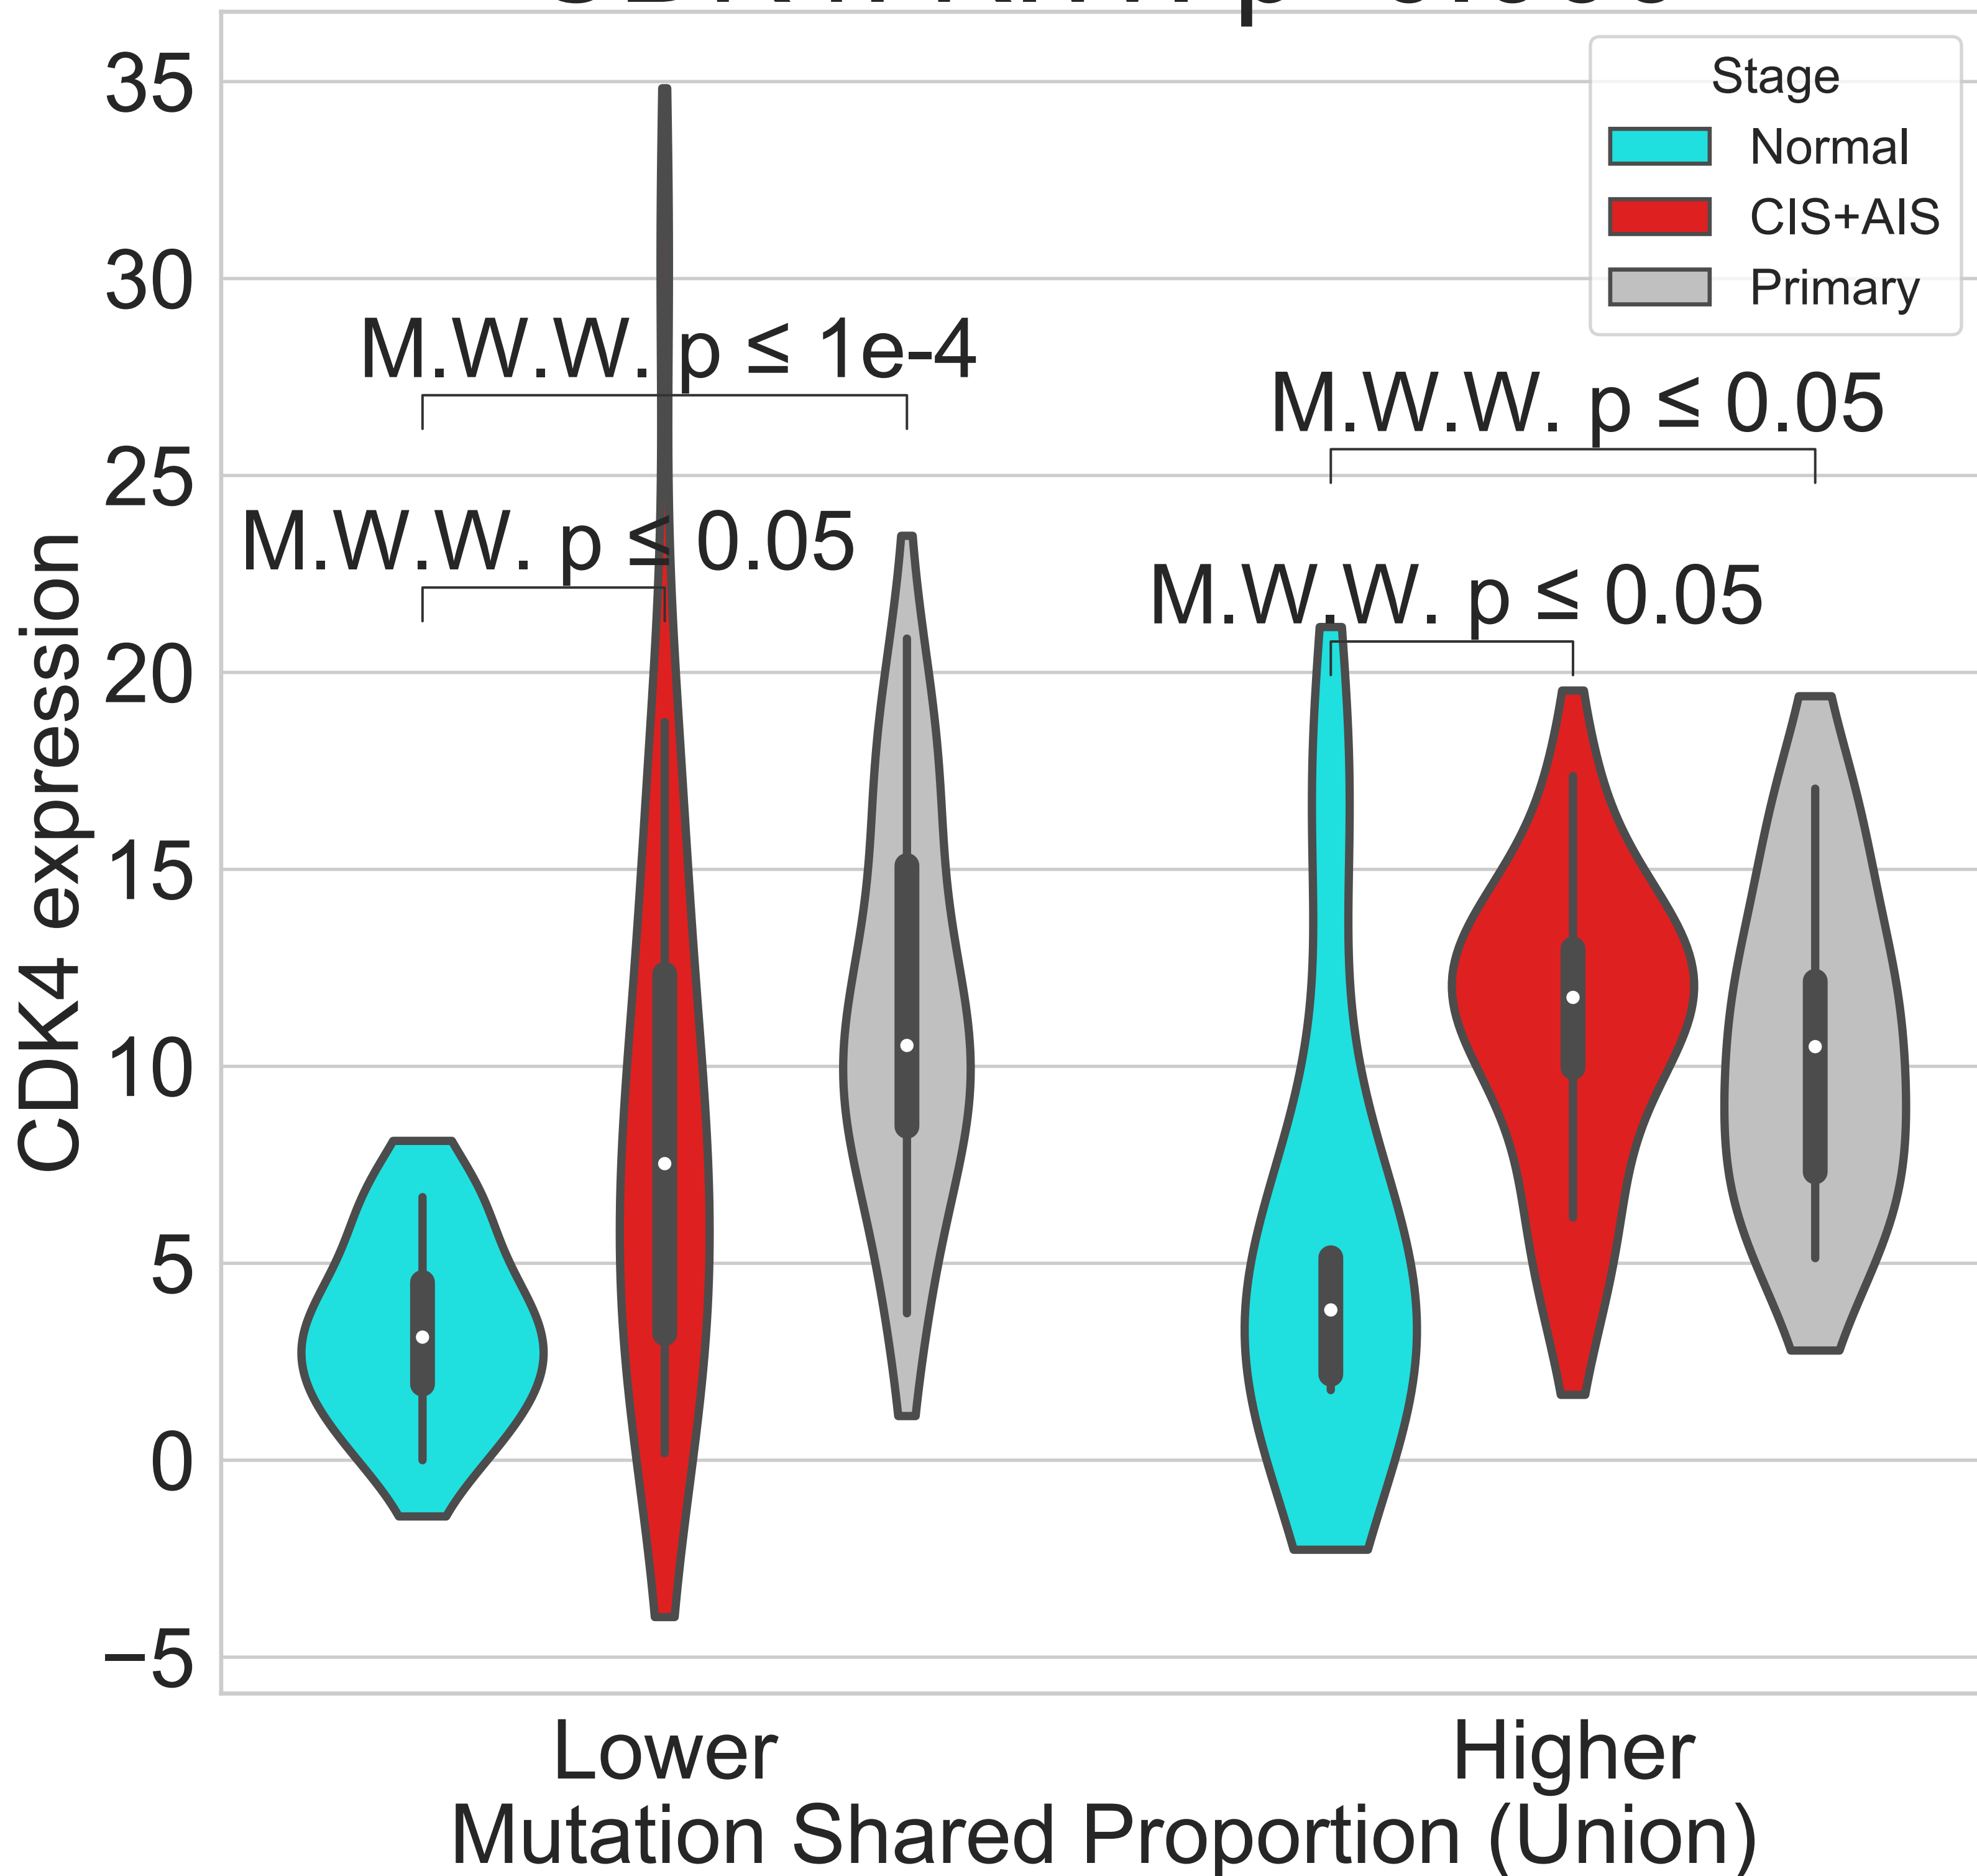 35
30
25
20
15
10
5
0
−5
CDK4 expression
Stage
Normal
CIS+AIS
Primary
M.W.W. p ≤ 1e-4
M.W.W. p ≤ 0.05
M.W.W. p ≤ 0.05
M.W.W. p ≤ 0.05
Lower
Higher
Mutation Shared Proportion (Union)